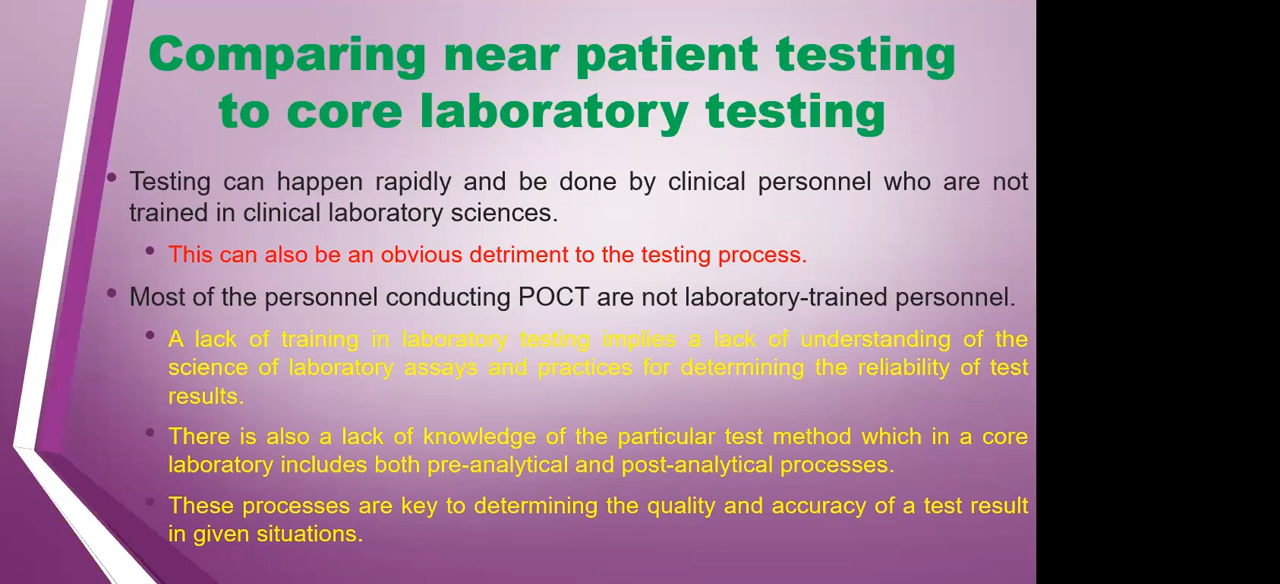 Comparing near patient testing
to core laboratory testing
• Testing can happen rapidly and be done by clinical personnel who are not
trained in clinical laboratory sciences.
• This can also be an obvious detriment to the testing process.
• Most of the personnel conducting POCT are not laboratory-trained personnel.
• A lack of training in laboratory testing implies a lack of understanding of the
science of laboratory assays and practices for determining the reliability of test
results.
• There is also a lack of knowledge of the particular test method which in a core
laboratory includes both pre-analytical and post-analytical processes.
• These processes are key to determining the quality and accuracy of a test result
in given situations.